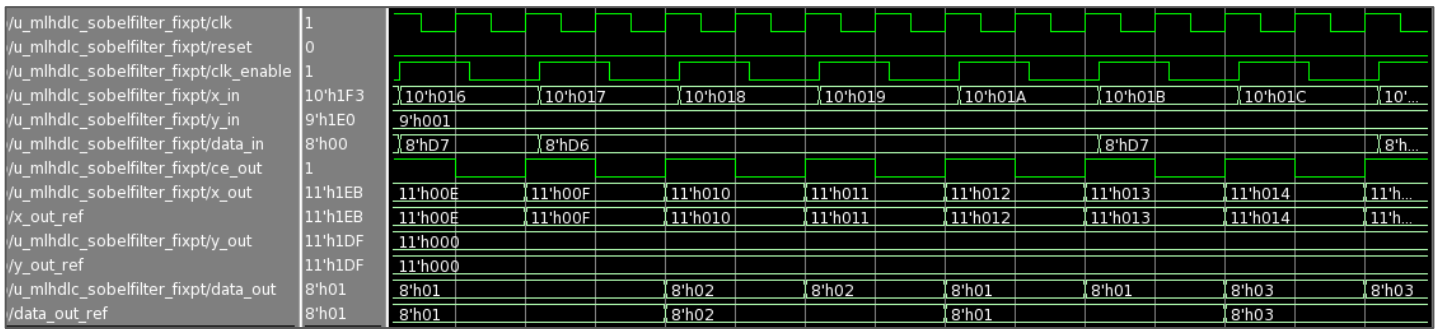 /u_mlhdlc_sobelfilter_fixpt/clk 1
/u_mlhdlc_sobelfilter_fixpt/reset 0
/u_mlhdlc_sobelfilter_fixpt/clk_enable 1
/u_mlhdlc_sobelfilter_fixpt/x_in 10'h1F3 10'h016 10'h017 10'h018 10'h019 10'h01A 10'h01B 10'h01C 10'...
/u_mlhdlc_sobelfilter_fixpt/y_in 9'h1E0 9'h001
/u_mlhdlc_sobelfilter_fixpt/data_in 8'h00 8'hD7 8'hD6 8'hD7 8'h...
/u_mlhdlc_sobelfilter_fixpt/ce_out 1
/u_mlhdlc_sobelfilter_fixpt/x_out 11'h1EB 11'h00E 11'h00F 11'h010 11'h011 11'h012 11'h013 11'h014 11'h...
/x_out_ref 11'h1EB 11'h00E 11'h00F 11'h010 11'h011 11'h012 11'h013 11'h014 11'h...
/u_mlhdlc_sobelfilter_fixpt/y_out 11'h1DF 11'h000
/y_out_ref 11'h1DF 11'h000
/u_mlhdlc_sobelfilter_fixpt/data_out 8'h01 8'h01 8'h02 8'h02 8'h01 8'h01 8'h03 8'h03
/data_out_ref 8'h01 8'h01 8'h02 8'h01 8'h03